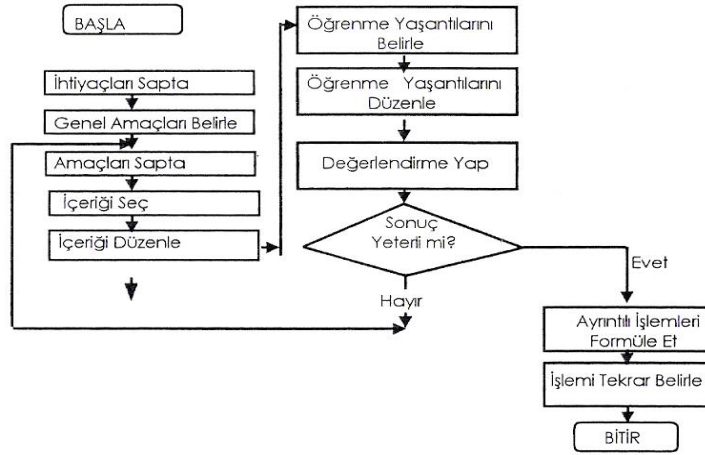 BAŞLA
İhtiyaçları Sapta
Genel Amaçları Belirle
Amaçları Sapta
İçeriği Seç
İçeriği Düzenle
Öğrenme Yaşantılarını
Belirle
Öğrenme Yaşantılarını
Düzenle
Değerlendirme Yap
Sonuç
Yeterli mi?
Hayır
Evet
Ayrıntılı İşlemleri
Formüle Et
İşlemi Tekrar Belirle
BİTİR